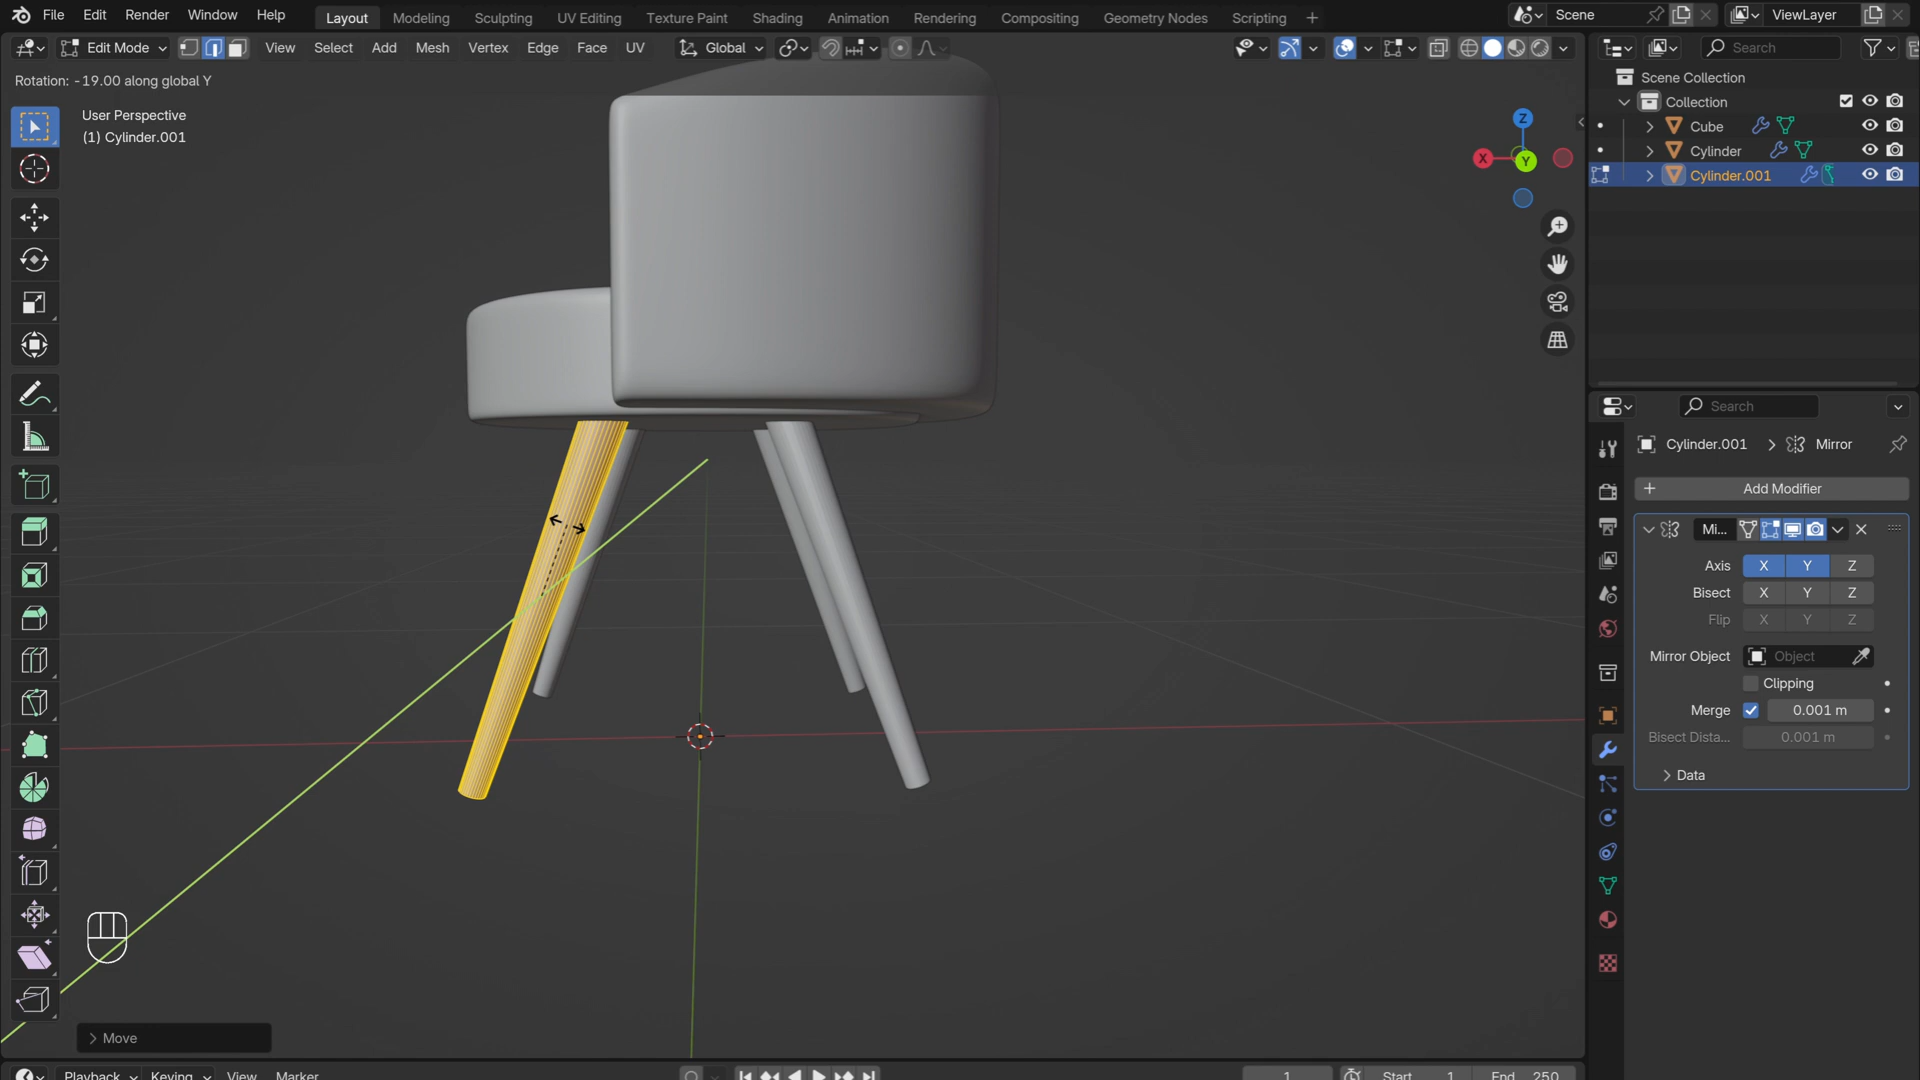 File Edit Render Window Help Layout Modeling Sculpting UV Editing Texture Paint Shading Animation Rendering Compositing Geometry Nodes Scripting + Scene ViewLayer
Edit Mode View Select Add Mesh Vertex Edge Face UV Global Search
Rotation: -19.00 along global Y
User Perspective
(1) Cylinder.001
Z
X
Y
Scene Collection
Collection
Cube
Cylinder
Cylinder.001
Search
Cylinder.001 > Mirror
+ Add Modifier
Mi...
Axis X Y Z
Bisect X Y Z
Flip X Y Z
Mirror Object Object
Clipping
Merge 0.001 m
Bisect Dista... 0.001 m
Data
Move
Playback Keying View Marker 1 Start 1 End 250